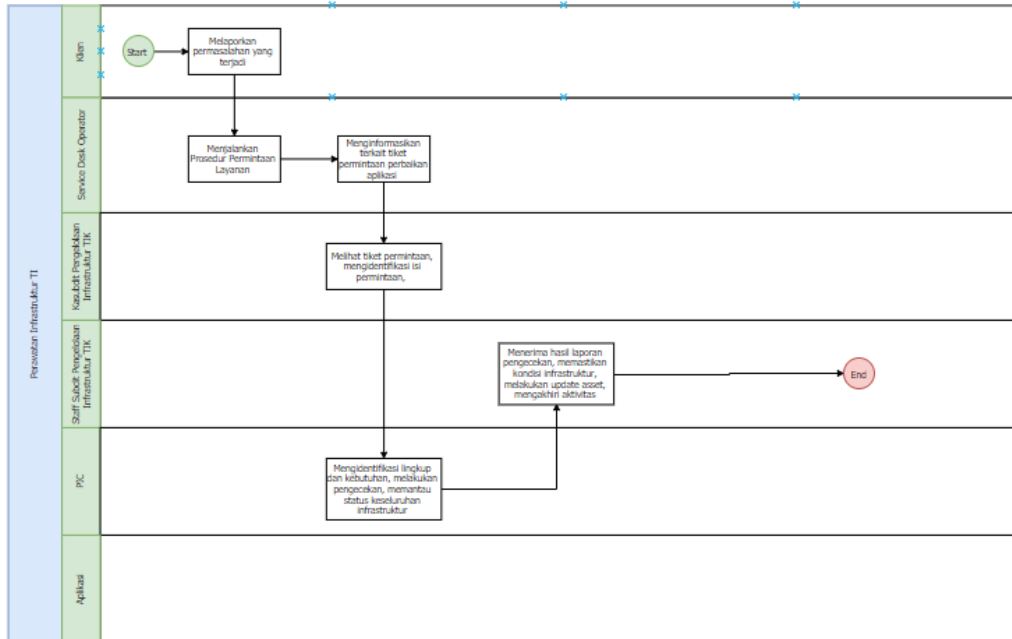 Perawatan Infrastruktur TI
Klien
Start
Melaporkan
permasalahan yang
terjadi
Service Desk Operator
Menjalankan
Prosedur Permintaan
Layanan
Menginformasikan
terkait tiket
permintaan perbaikan
aplikasi
Kasubdit Pengelolaan
Infrastruktur TIK
Melihat tiket permintaan,
mengidentifikasi isi
permintaan,
Staff Subdit Pengelolaan
Infrastruktur TIK
Menerima hasil laporan
pengecekan, memastikan
kondisi infrastruktur,
melakukan update asset,
mengakhiri aktivitas
End
PIC
Mengidentifikasi lingkup
dan kebutuhan, melakukan
pengecekan, memantau
status keseluruhan
infrastruktur
Aplikasi